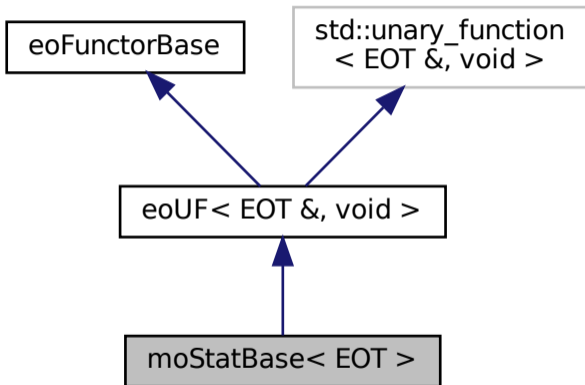 eoFunctorBase
std::unary_function
< EOT &, void >
eoUF< EOT &, void >
moStatBase< EOT >